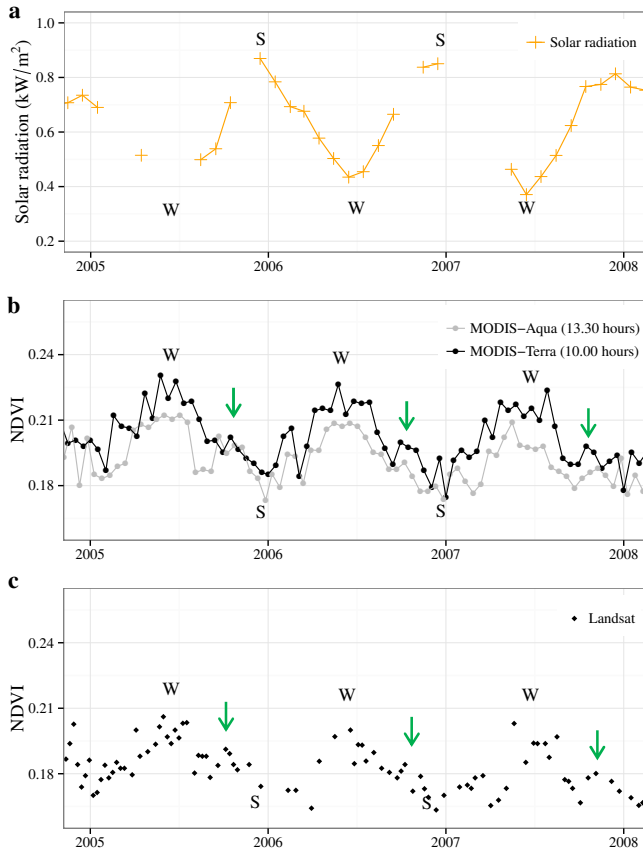 a
1.0
0.8
0.6
0.4
0.2
Solar radiation (kW/m²)
S
S
Solar radiation
W
W
W
2005
2006
2007
2008
b
0.24
0.21
0.18
NDVI
MODIS−Aqua (13.30 hours)
MODIS−Terra (10.00 hours)
W
W
W
S
S
2005
2006
2007
2008
c
0.24
0.21
0.18
NDVI
Landsat
W
W
W
S
S
2005
2006
2007
2008